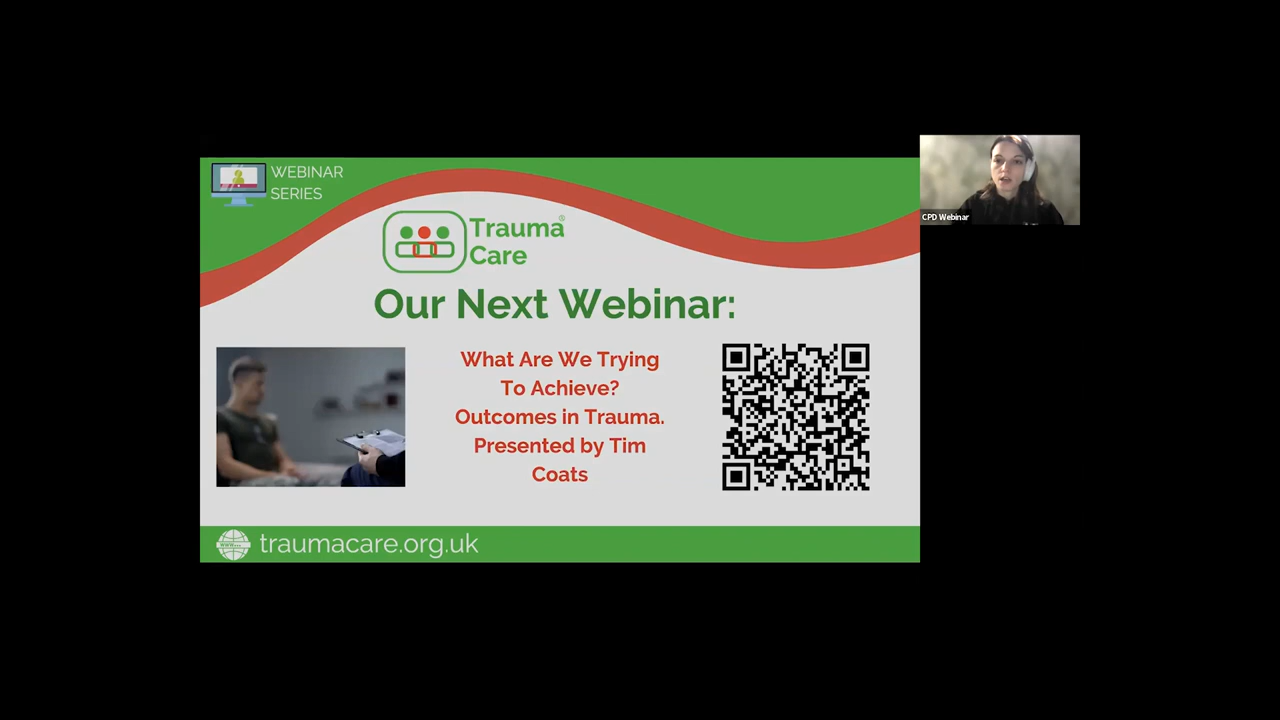 WEBINAR
SERIES
Trauma®
Care
Our Next Webinar:
What Are We Trying
To Achieve?
Outcomes in Trauma.
Presented by Tim
Coats
traumacare.org.uk
CPD Webinar